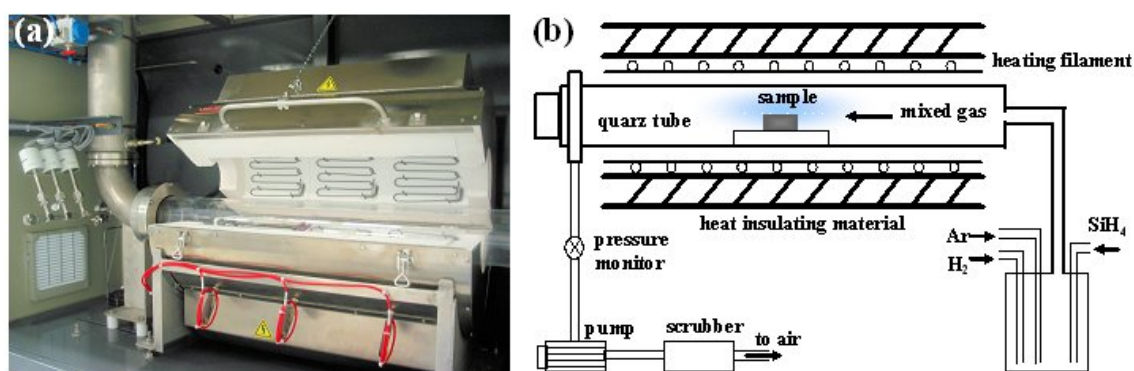 (a)
(b)
heating filament
sample
quarz tube
mixed gas
heat insulating material
pressure
monitor
Ar
H₂
SiH₄
pump
scrubber
to air